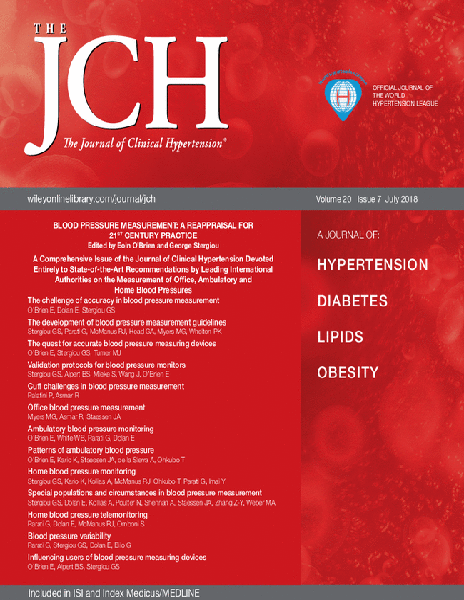 THE
JCH
The Journal of Clinical Hypertension®
OFFICIAL JOURNAL OF
THE WORLD
HYPERTENSION LEAGUE
wileyonlinelibrary.com/journal/jch
Volume 20 Issue 7 July 2018
BLOOD PRESSURE MEASUREMENT: A REAPPRAISAL FOR
21ST CENTURY PRACTICE
Edited by Eoin O'Brien and George Stergiou
A Comprehensive Issue of the Journal of Clinical Hypertension Devoted
Entirely to State-of-the-Art Recommendations by Leading International
Authorities on the Measurement of Office, Ambulatory and
Home Blood Pressures
The challenge of accuracy in blood pressure measurement
O'Brien E, Dolan E, Stergiou GS
The development of blood pressure measurement guidelines
Stergiou GS, Parati G, McManus RJ, Head GA, Myers MG, Whelton PK
The quest for accurate blood pressure measuring devices
O'Brien E, Stergiou GS, Turner MJ
Validation protocols for blood pressure monitors
Stergiou GS, Alpert BS, Mieke S, Wang J, O'Brien E
Cuff challenges in blood pressure measurement
Palatini P, Asmar R
Office blood pressure measurement
Myers MG, Asmar R, Staessen JA
Ambulatory blood pressure monitoring
O'Brien E, White WB, Parati G, Dolan E
Patterns of ambulatory blood pressure
O'Brien E, Kario K, Staessen JA, de la Sierra A, Ohkubo T
Home blood pressure monitoring
Stergiou GS, Kario K, Kollias A, McManus RJ, Ohkubo T, Parati G, Imai Y
Special populations and circumstances in blood pressure measurement
Stergiou GS, Dolan E, Kollias A, Poulter N, Shennan A, Staessen JA, Zhang Z-Y, Weber MA
Home blood pressure telemonitoring
Parati G, Dolan E, McManus RJ, Omboni S
Blood pressure variability
Parati G, Stergiou GS, Dolan E, Bilo G
Influencing users of blood pressure measuring devices
O'Brien E, Alpert BS, Stergiou GS
A JOURNAL OF:
HYPERTENSION
DIABETES
LIPIDS
OBESITY
Included in ISI and Index Medicus/MEDLINE